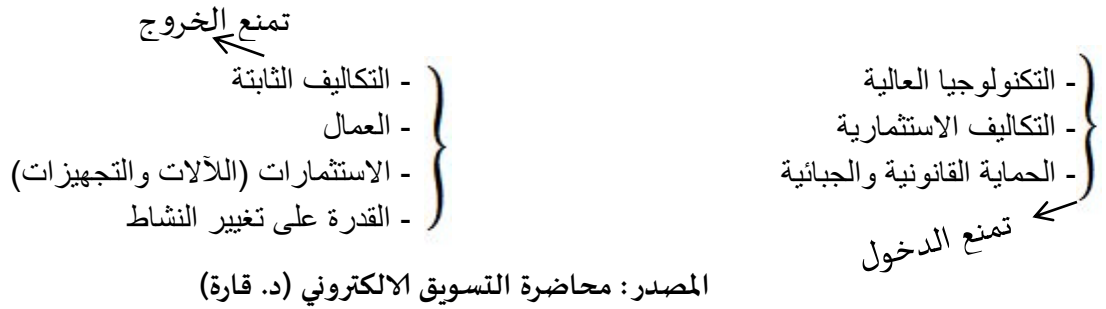 تمنع الخروج
- التكنولوجيا العالية
- التكاليف الاستثمارية
- الحماية القانونية والجبائية
تمنع الدخول
- التكاليف الثابتة
- العمال
- الاستثمارات (اللآلات والتجهيزات)
- القدرة على تغيير النشاط
المصدر: محاضرة التسويق الالكتروني (د. قارة)